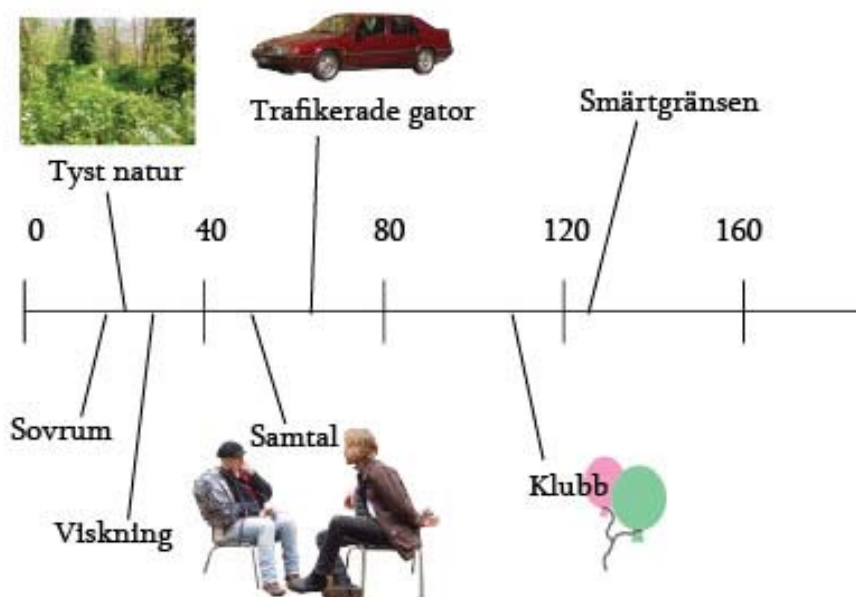 Trafikerade gator
Smärtgränsen
Tyst natur
0 40 80 120 160
Sovrum
Samtal
Klubb
Viskning